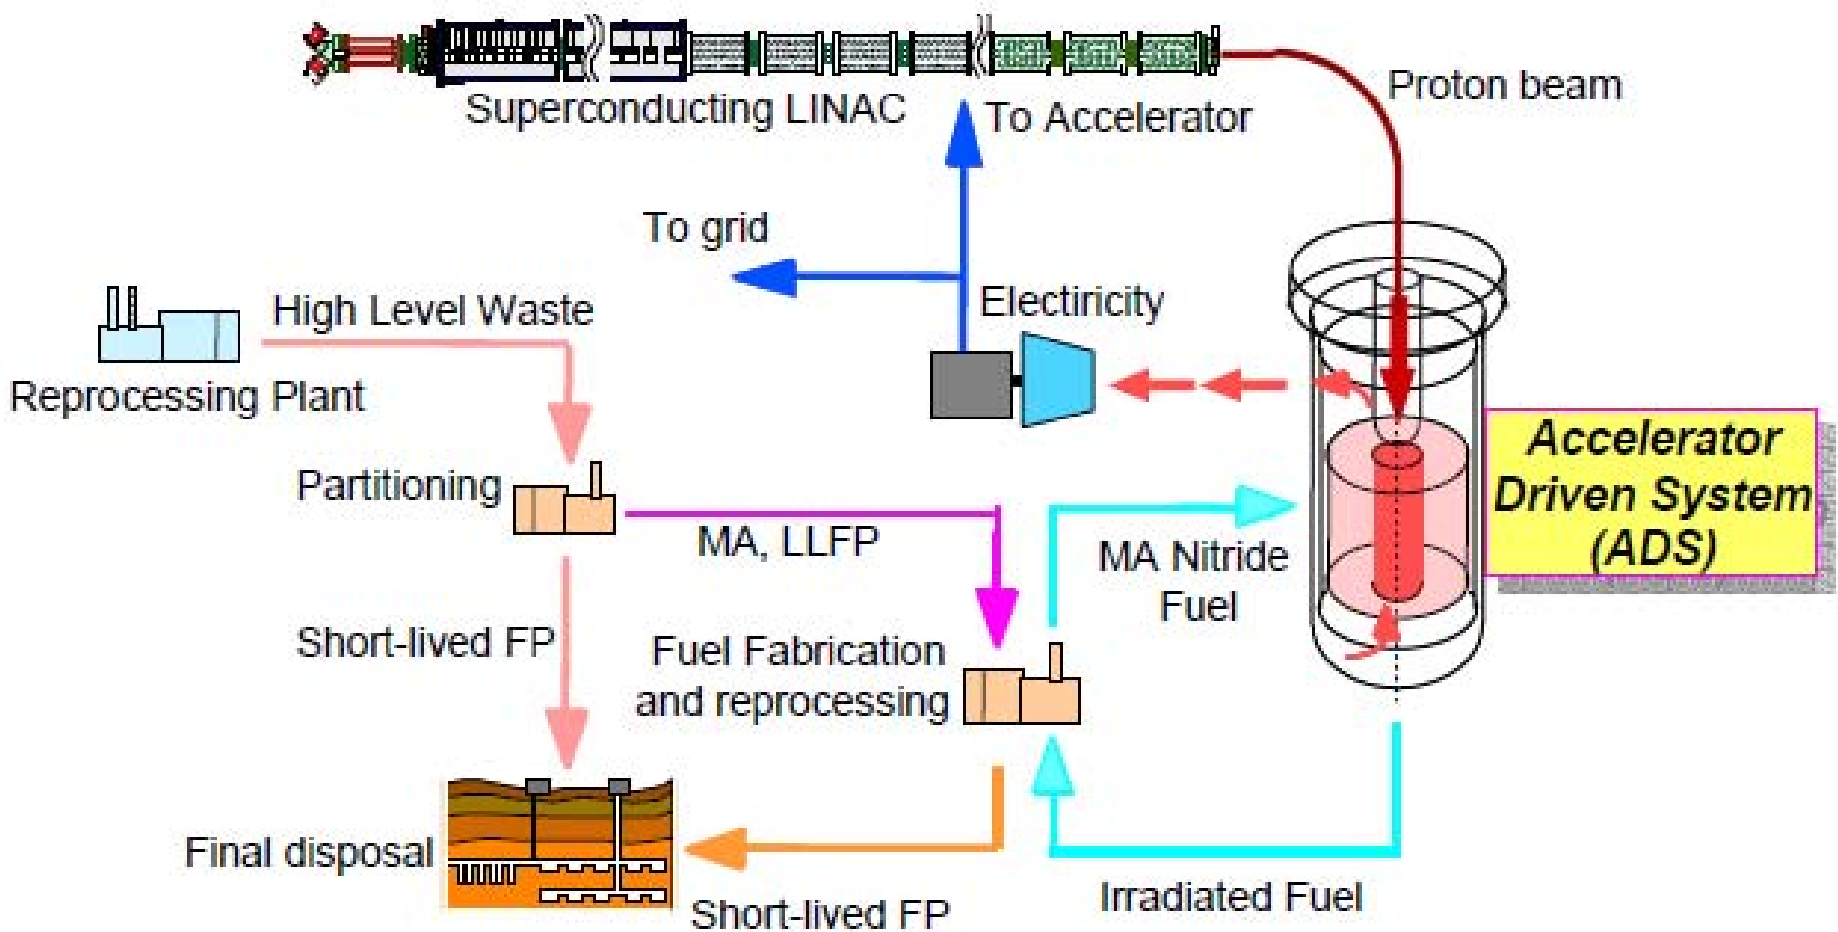 Superconducting LINAC
To Accelerator
Proton beam
To grid
Electiricity
High Level Waste
Reprocessing Plant
Accelerator
Driven System
(ADS)
Partitioning
MA, LLFP
MA Nitride
Fuel
Short-lived FP
Fuel Fabrication
and reprocessing
Final disposal
Short-lived FP
Irradiated Fuel